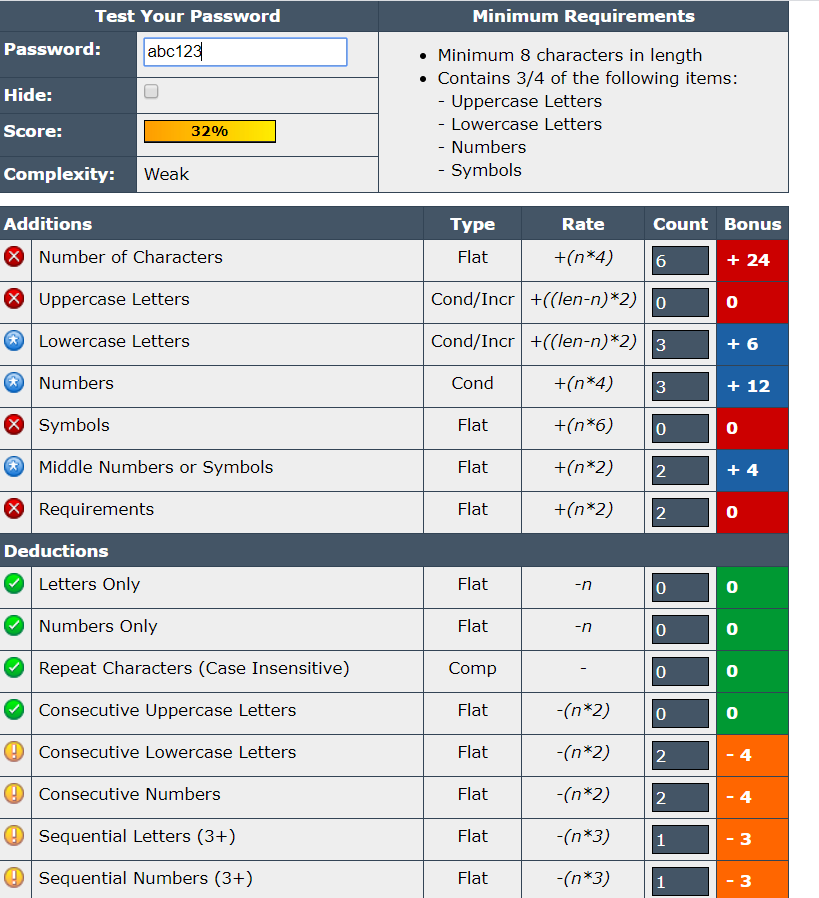 Test Your Password
Minimum Requirements
Password:
abc123
Hide:
Score:
32%
Complexity:
Weak
• Minimum 8 characters in length
• Contains 3/4 of the following items:
- Uppercase Letters
- Lowercase Letters
- Numbers
- Symbols
Additions Type Rate Count Bonus
Number of Characters Flat +(n*4) 6 + 24
Uppercase Letters Cond/Incr +((len-n)*2) 0 0
Lowercase Letters Cond/Incr +((len-n)*2) 3 + 6
Numbers Cond +(n*4) 3 + 12
Symbols Flat +(n*6) 0 0
Middle Numbers or Symbols Flat +(n*2) 2 + 4
Requirements Flat +(n*2) 2 0
Deductions
Letters Only Flat -n 0 0
Numbers Only Flat -n 0 0
Repeat Characters (Case Insensitive) Comp - 0 0
Consecutive Uppercase Letters Flat -(n*2) 0 0
Consecutive Lowercase Letters Flat -(n*2) 2 - 4
Consecutive Numbers Flat -(n*2) 2 - 4
Sequential Letters (3+) Flat -(n*3) 1 - 3
Sequential Numbers (3+) Flat -(n*3) 1 - 3